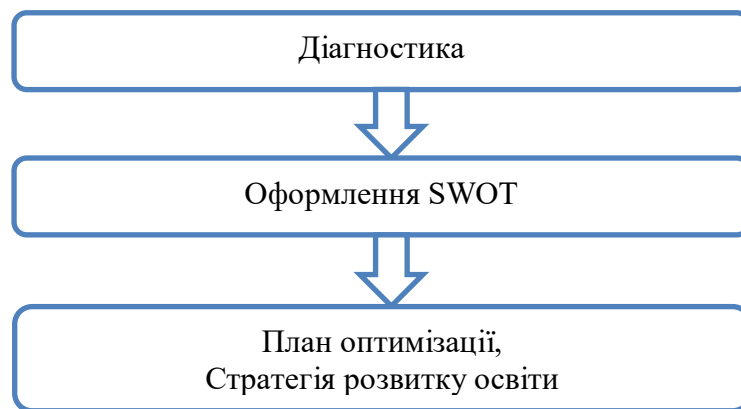 Діагностика
Оформлення SWOT
План оптимізації,
Стратегія розвитку освіти